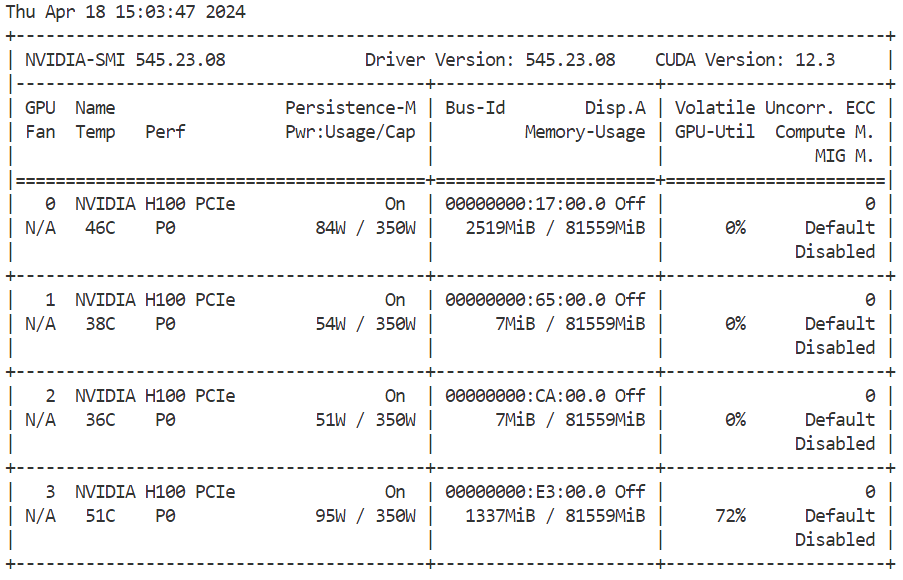 Thu Apr 18 15:03:47 2024
+-----------------------------------------------------------------------------------------+
| NVIDIA-SMI 545.23.08              Driver Version: 545.23.08    CUDA Version: 12.3     |
|-----------------------------------------+----------------------+----------------------+
| GPU  Name                 Persistence-M | Bus-Id        Disp.A | Volatile Uncorr. ECC |
| Fan  Temp   Perf          Pwr:Usage/Cap |         Memory-Usage | GPU-Util  Compute M. |
|                                         |                      |               MIG M. |
|=========================================+======================+======================|
|   0  NVIDIA H100 PCIe               On  | 00000000:17:00.0 Off |                    0 |
| N/A   46C    P0              84W / 350W |   2519MiB / 81559MiB |      0%      Default |
|                                         |                      |             Disabled |
+-----------------------------------------+----------------------+----------------------+
|   1  NVIDIA H100 PCIe               On  | 00000000:65:00.0 Off |                    0 |
| N/A   38C    P0              54W / 350W |      7MiB / 81559MiB |      0%      Default |
|                                         |                      |             Disabled |
+-----------------------------------------+----------------------+----------------------+
|   2  NVIDIA H100 PCIe               On  | 00000000:CA:00.0 Off |                    0 |
| N/A   36C    P0              51W / 350W |      7MiB / 81559MiB |      0%      Default |
|                                         |                      |             Disabled |
+-----------------------------------------+----------------------+----------------------+
|   3  NVIDIA H100 PCIe               On  | 00000000:E3:00.0 Off |                    0 |
| N/A   51C    P0              95W / 350W |   1337MiB / 81559MiB |     72%      Default |
|                                         |                      |             Disabled |
+-----------------------------------------+----------------------+----------------------+